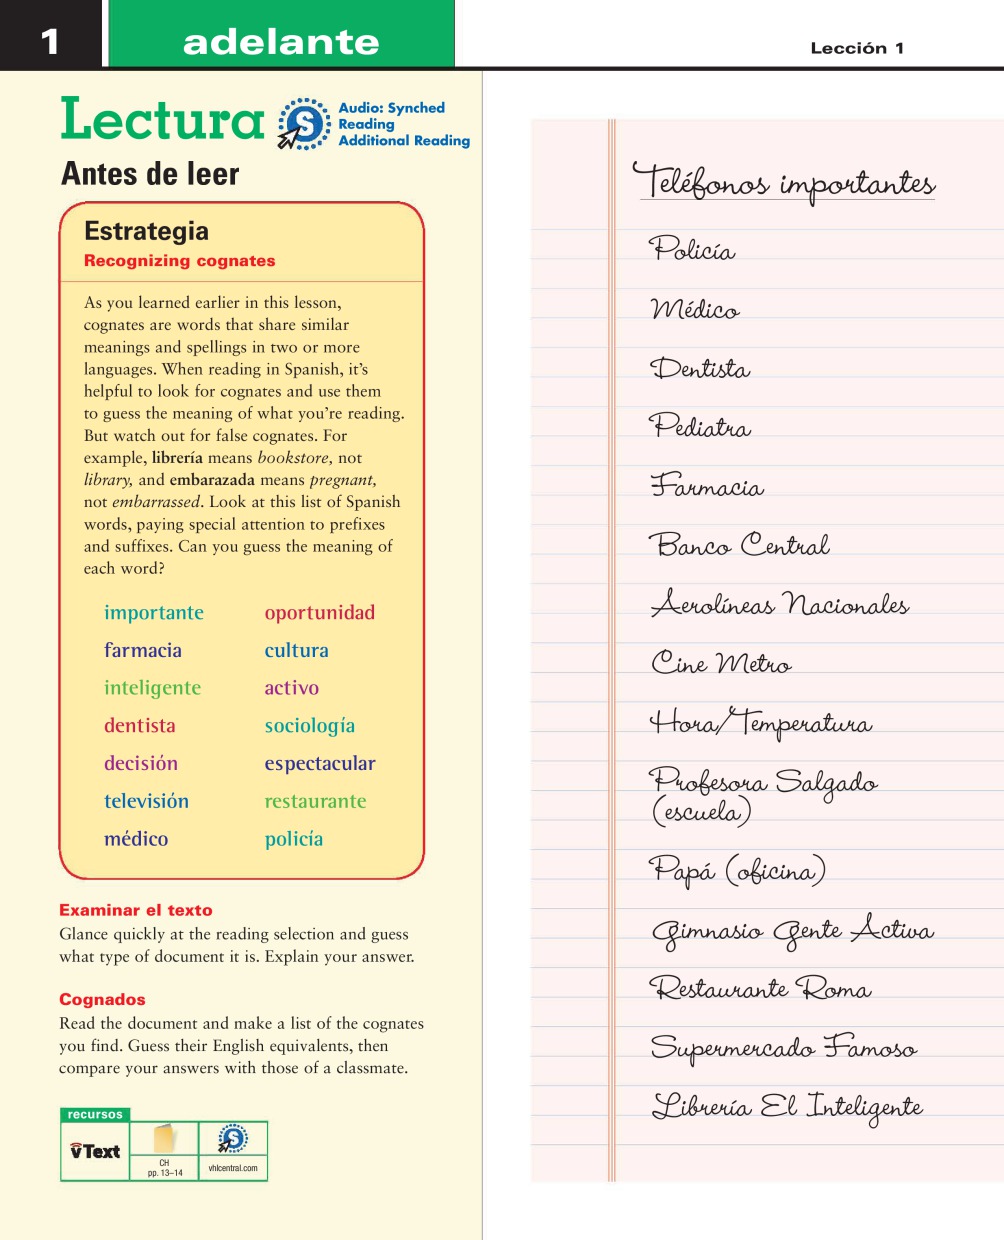 1
adelante
Lección 1
Lectura
Audio: Synched
Reading
Additional Reading
Antes de leer
Estrategia
Recognizing cognates
As you learned earlier in this lesson,
cognates are words that share similar
meanings and spellings in two or more
languages. When reading in Spanish, it's
helpful to look for cognates and use them
to guess the meaning of what you're reading.
But watch out for false cognates. For
example, librería means bookstore, not
library, and embarazada means pregnant,
not embarrassed. Look at this list of Spanish
words, paying special attention to prefixes
and suffixes. Can you guess the meaning of
each word?
importante oportunidad
farmacia cultura
inteligente activo
dentista sociología
decisión espectacular
televisión restaurante
médico policía
Examinar el texto
Glance quickly at the reading selection and guess
what type of document it is. Explain your answer.
Cognados
Read the document and make a list of the cognates
you find. Guess their English equivalents, then
compare your answers with those of a classmate.
recursos
vText
CH
pp. 13–14
S
vhlcentral.com
Teléfonos importantes
Policía
Médico
Dentista
Pediatra
Farmacia
Banco Central
Aerolíneas Nacionales
Cine Metro
Hora/Temperatura
Profesora Salgado
(escuela)
Papá (oficina)
Gimnasio Gente Activa
Restaurante Roma
Supermercado Famoso
Librería El Inteligente